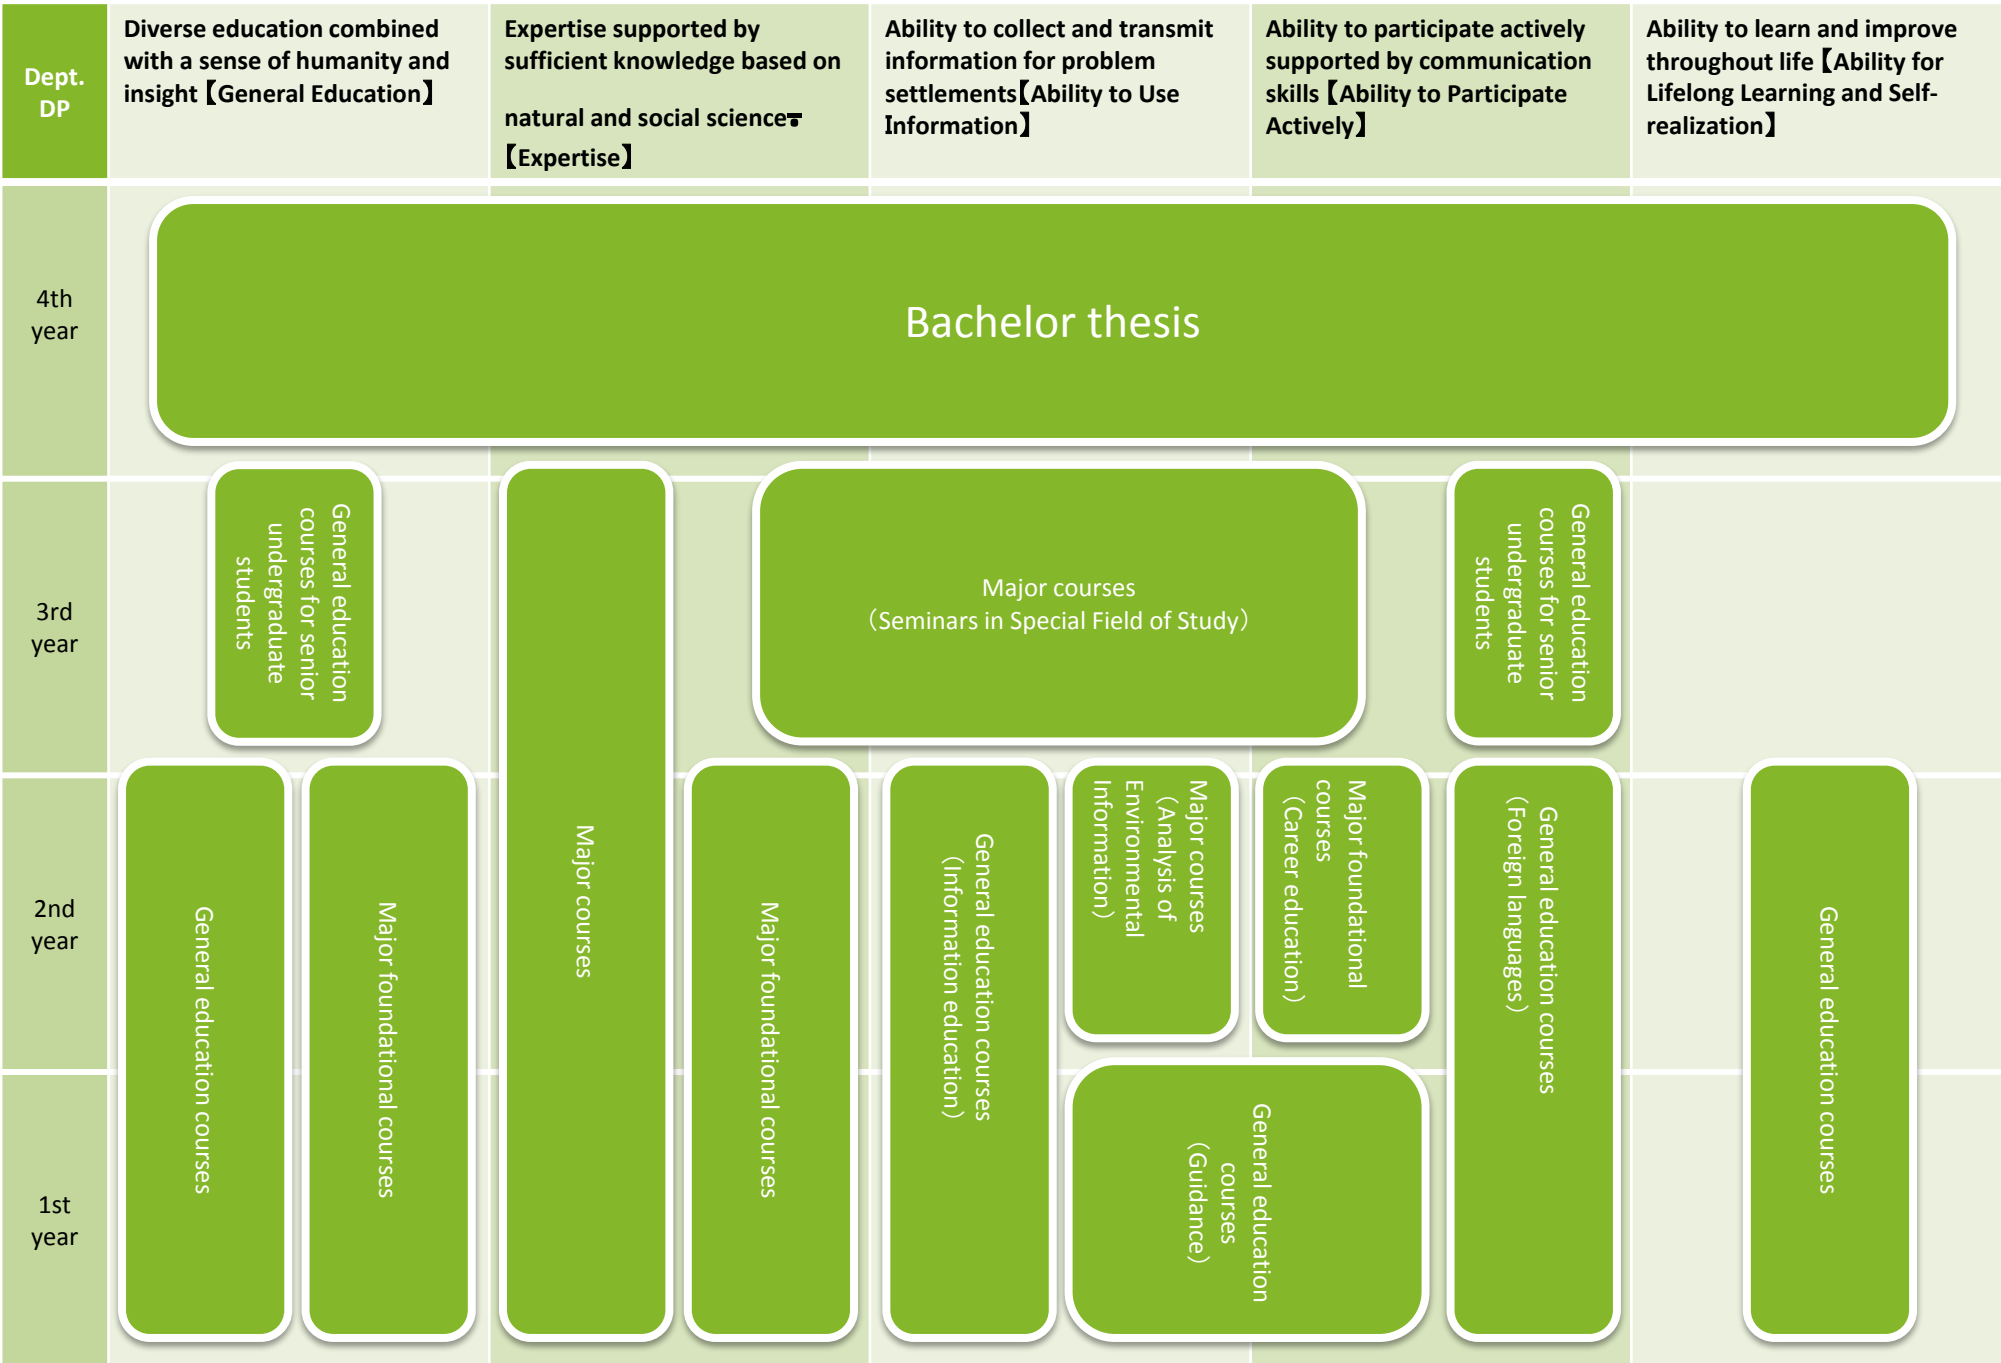 Dept.
DP
Diverse education combined
with a sense of humanity and
insight【General Education】
Expertise supported by
sufficient knowledge based on
natural and social science
【Expertise】
Ability to collect and transmit
information for problem
settlements【Ability to Use
Information】
Ability to participate actively
supported by communication
skills【Ability to Participate
Actively】
Ability to learn and improve
throughout life【Ability for
Lifelong Learning and Self-
realization】
4th
year
Bachelor thesis
3rd
year
General education
courses for senior
undergraduate
students
Major courses
Major courses
（Seminars in Special Field of Study）
General education
courses for senior
undergraduate
students
2nd
year
General education courses
Major foundational courses
Major foundational courses
General education courses
（Information education）
Major courses
（Analysis of
Environmental
Information）
Major foundational
courses
（Career education）
General education courses
（Foreign languages）
General education courses
1st
year
General education
courses
（Guidance）